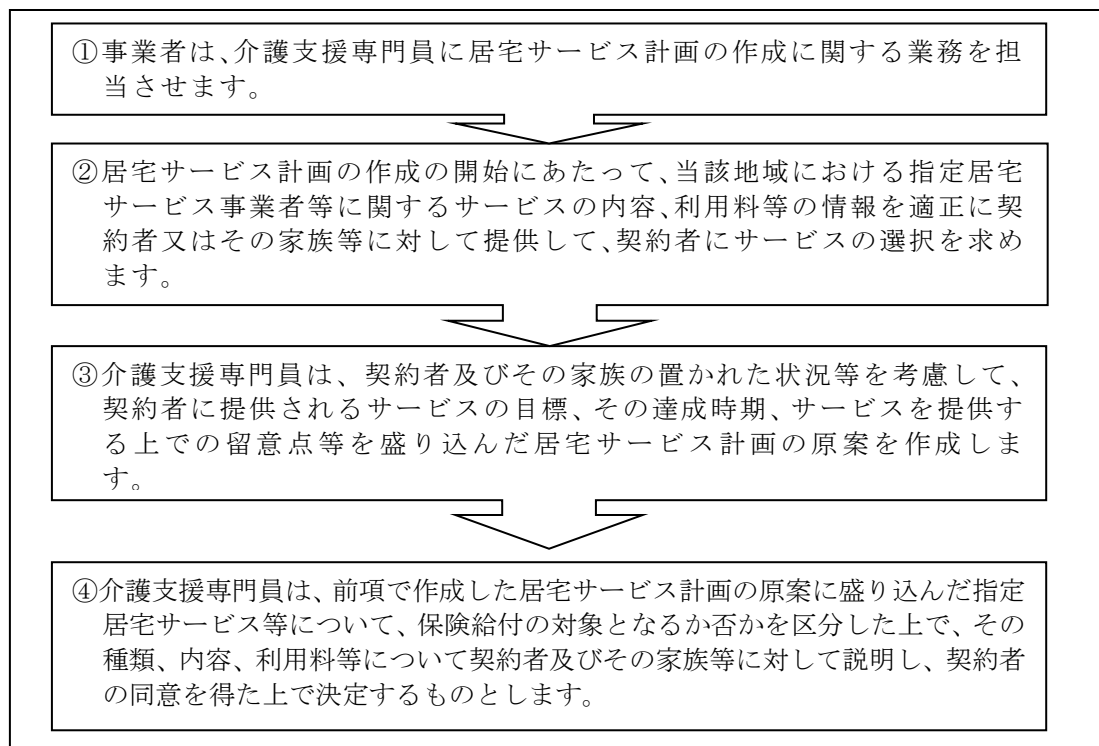 ①事業者は、介護支援専門員に居宅サービス計画の作成に関する業務を担
当させます。
②居宅サービス計画の作成の開始にあたって、当該地域における指定居宅
サービス事業者等に関するサービスの内容、利用料等の情報を適正に契
約者又はその家族等に対して提供して、契約者にサービスの選択を求め
ます。
③介護支援専門員は、契約者及びその家族の置かれた状況等を考慮して、
契約者に提供されるサービスの目標、その達成時期、サービスを提供す
る上での留意点等を盛り込んだ居宅サービス計画の原案を作成しま
す。
④介護支援専門員は、前項で作成した居宅サービス計画の原案に盛り込んだ指定
居宅サービス等について、保険給付の対象となるか否かを区分した上で、その
種類、内容、利用料等について契約者及びその家族等に対して説明し、契約者
の同意を得た上で決定するものとします。